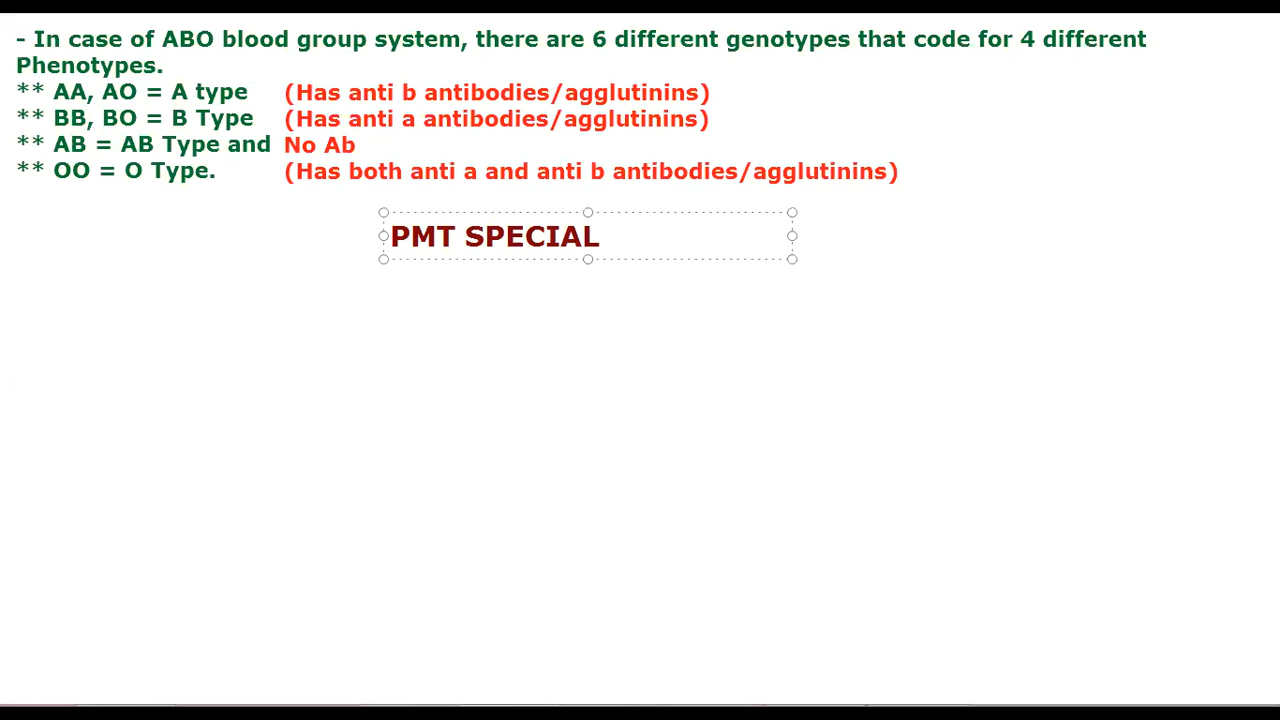 - In case of ABO blood group system, there are 6 different genotypes that code for 4 different
Phenotypes.
** AA, AO = A type (Has anti b antibodies/agglutinins)
** BB, BO = B Type (Has anti a antibodies/agglutinins)
** AB = AB Type and No Ab
** OO = O Type. (Has both anti a and anti b antibodies/agglutinins)
PMT SPECIAL